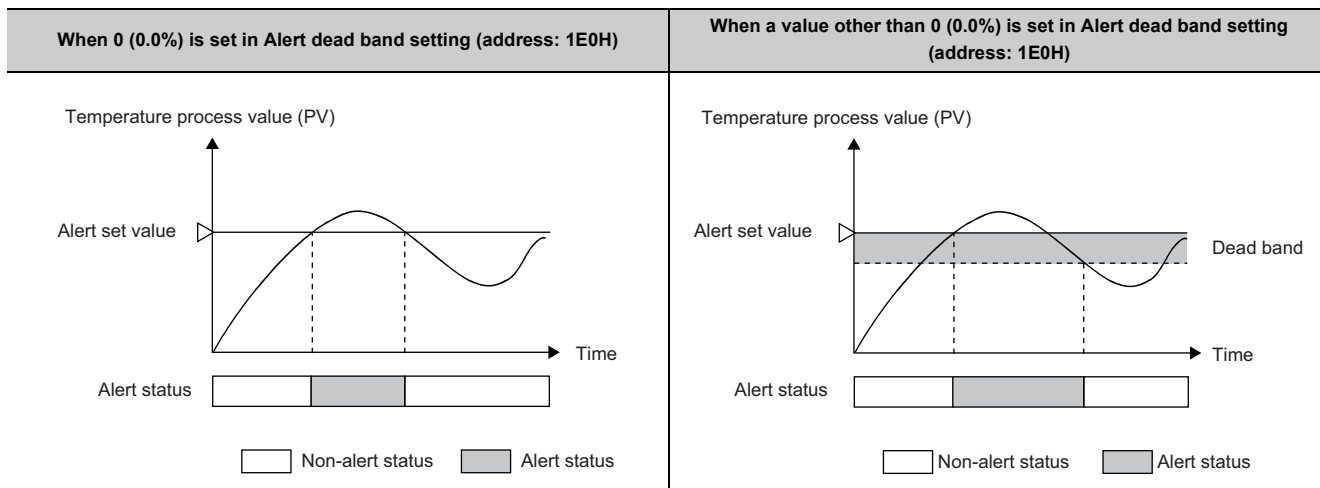 When 0 (0.0%) is set in Alert dead band setting (address: 1E0H)
When a value other than 0 (0.0%) is set in Alert dead band setting
(address: 1E0H)
Temperature process value (PV)
Alert set value
Time
Alert status
Non-alert status
Alert status
Temperature process value (PV)
Alert set value
Dead band
Time
Alert status
Non-alert status
Alert status